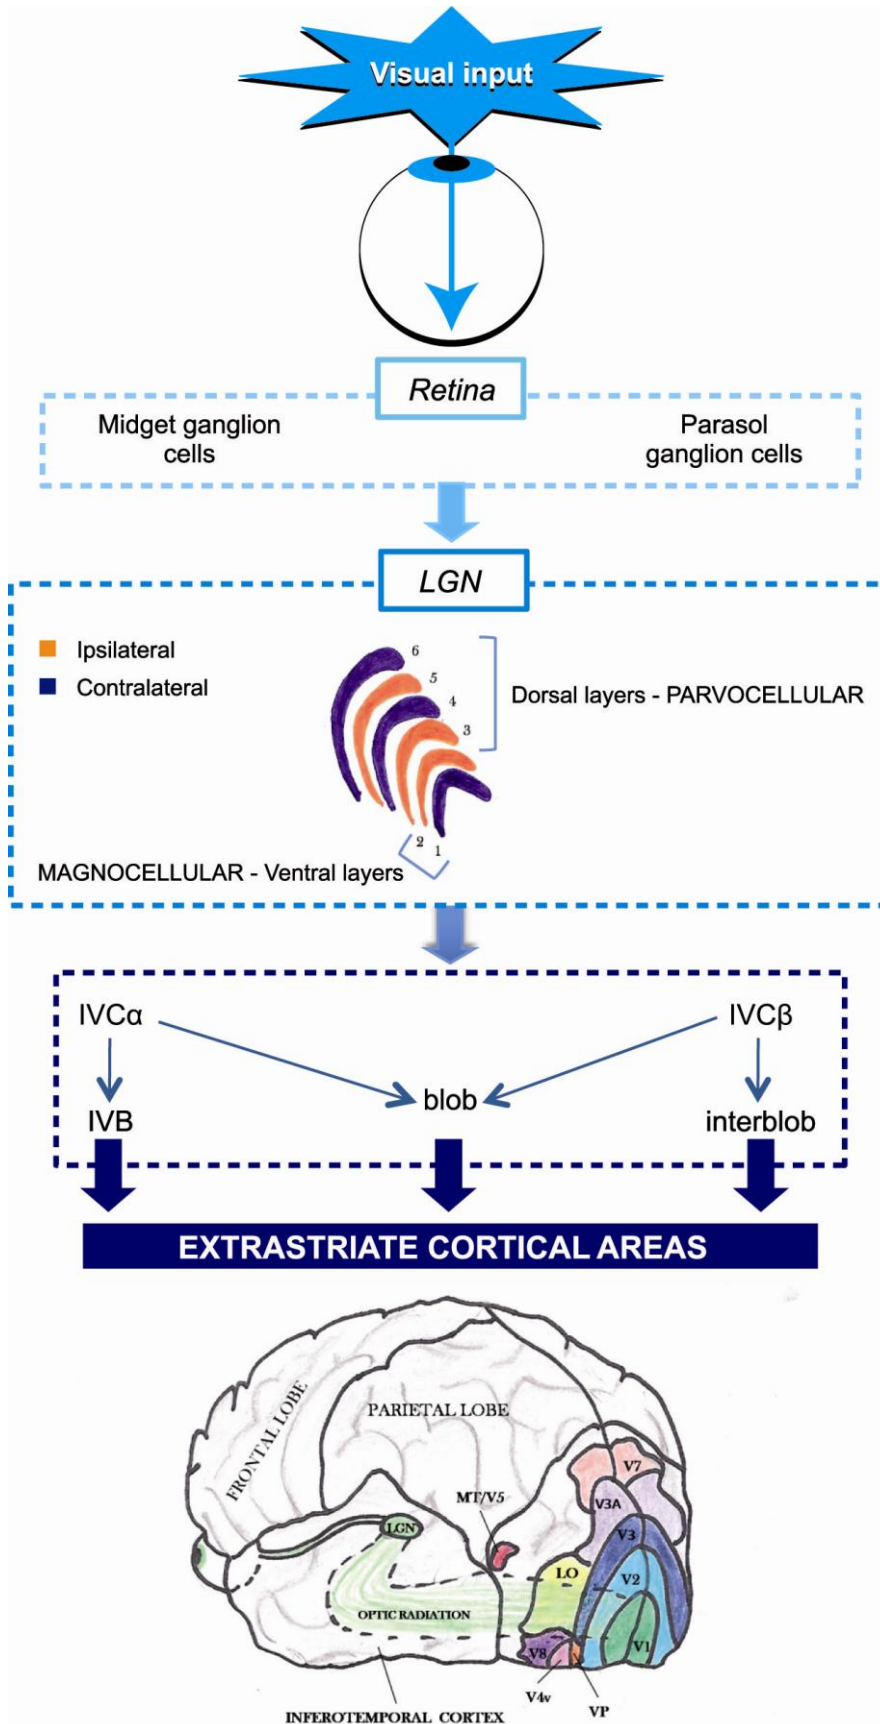 Visual input
Retina
Midget ganglion
cells
Parasol
ganglion cells
LGN
Ipsilateral
Contralateral
6
5
4
3
Dorsal layers - PARVOCELLULAR
2
1
MAGNOCELLULAR - Ventral layers
IVCα
IVCβ
blob
IVB
interblob
EXTRASTRIATE CORTICAL AREAS
FRONTAL LOBE
PARIETAL LOBE
V7
MT/V5
V3A
LGN
V3
LO
V2
OPTIC RADIATION
V8
V1
V4v
VP
INFEROTEMPORAL CORTEX